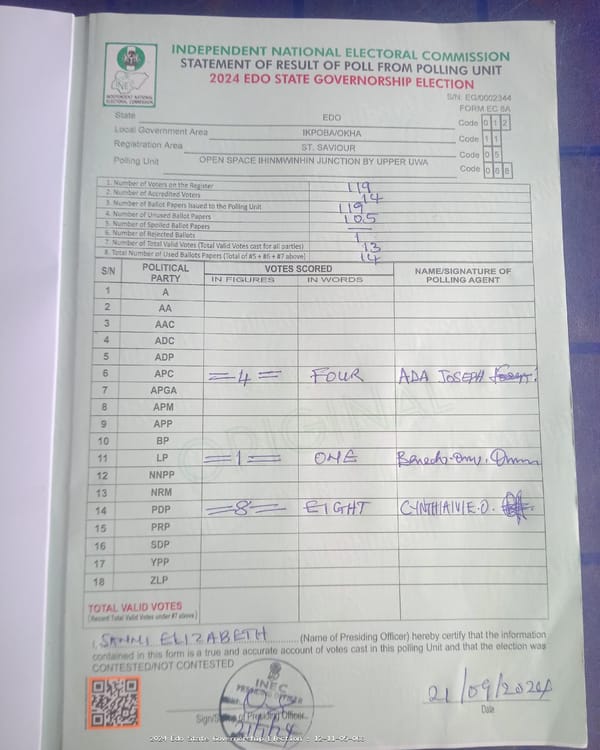 INDEPENDENT NATIONAL ELECTORAL COMMISSION
STATEMENT OF RESULT OF POLL FROM POLLING UNIT
2024 EDO STATE GOVERNORSHIP ELECTION
INEC
INDEPENDENT NATIONAL
ELECTORAL COMMISSION
S/N: EG/0002344
FORM EC 8A
State EDO Code 0 1 2
Local Government Area IKPOBA/OKHA Code 1 1
Registration Area ST. SAVIOUR Code 0 5
Polling Unit OPEN SPACE IHINMWINHIN JUNCTION BY UPPER UWA Code 0 0 8
1. Number of Voters on the Register 119
2. Number of Accredited Voters 14
3. Number of Ballot Papers Issued to the Polling Unit 119
4. Number of Unused Ballot Papers 105
5. Number of Spoiled Ballot Papers —
6. Number of Rejected Ballots 1
7. Number of Total Valid Votes (Total Valid Votes cast for all parties) 13
8. Total Number of Used Ballots Papers (Total of #5 + #6 + #7 above) 14
S/N POLITICAL PARTY VOTES SCORED NAME/SIGNATURE OF POLLING AGENT
IN FIGURES IN WORDS
1 A
2 AA
3 AAC
4 ADC
5 ADP
6 APC =4= FOUR ADA JOSEPH
7 APGA
8 APM
9 APP
10 BP
11 LP =1= ONE
12 NNPP
13 NRM
14 PDP =8= EIGHT
15 PRP
16 SDP
17 YPP
18 ZLP
ORIGINAL
TOTAL VALID VOTES
(Record Total Valid Votes under #7 above)
I, SANNI ELIZABETH (Name of Presiding Officer) hereby certify that the information
contained in this form is a true and accurate account of votes cast in this polling Unit and that the election was
CONTESTED/NOT CONTESTED
INEC
PRESIDING OFFICER
21/09/2024
Sign/Stamp of Presiding Officer
Date
2024 Edo State Governorship Election : 12-11-05-008